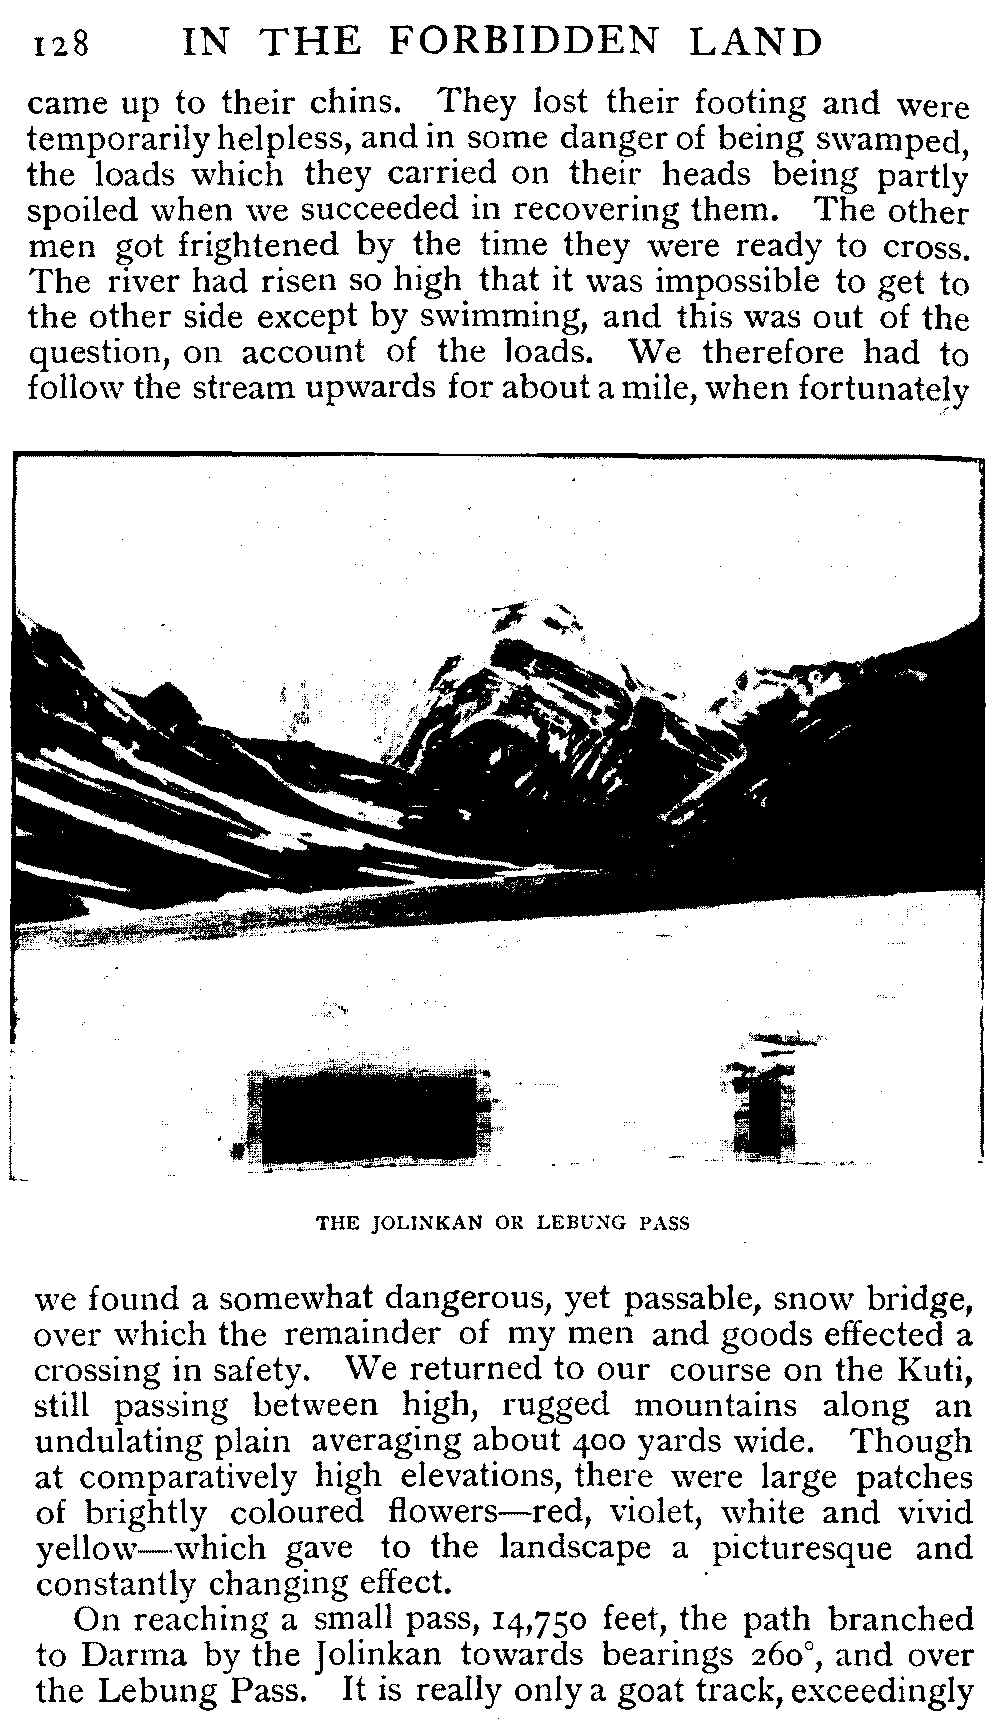 128 IN THE FORBIDDEN LAND
came up to their chins. They lost their footing and were
temporarily helpless, and in some danger of being swamped,
the loads which they carried on their heads being partly
spoiled when we succeeded in recovering them. The other
men got frightened by the time they were ready to cross.
The river had risen so high that it was impossible to get to
the other side except by swimming, and this was out of the
question, on account of the loads. We therefore had to
follow the stream upwards for about a mile, when fortunately
THE JOLINKAN OR LEBUNG PASS
we found a somewhat dangerous, yet passable, snow bridge,
over which the remainder of my men and goods effected a
crossing in safety. We returned to our course on the Kuti,
still passing between high, rugged mountains along an
undulating plain averaging about 400 yards wide. Though
at comparatively high elevations, there were large patches
of brightly coloured flowers—red, violet, white and vivid
yellow—which gave to the landscape a picturesque and
constantly changing effect.
On reaching a small pass, 14,750 feet, the path branched
to Darma by the Jolinkan towards bearings 260°, and over
the Lebung Pass. It is really only a goat track, exceedingly